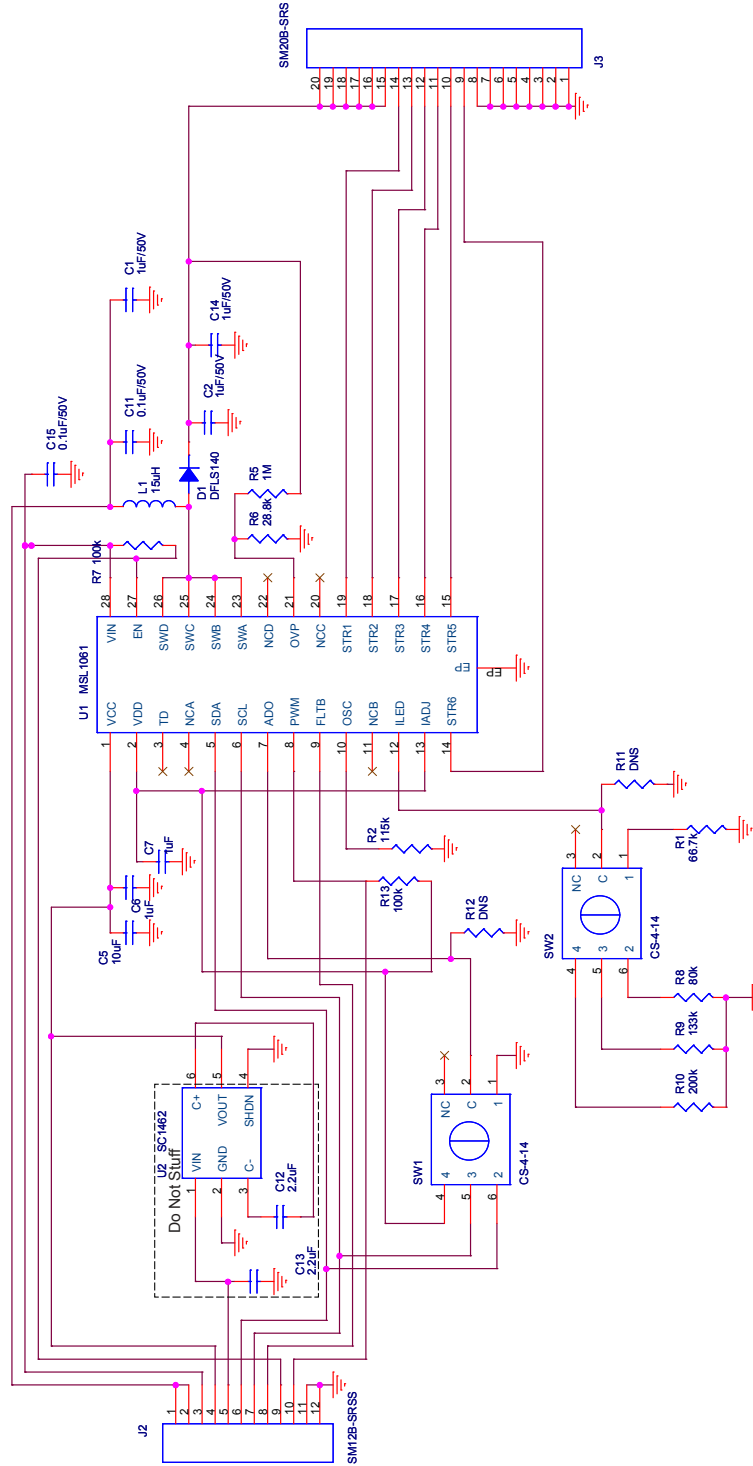 SM20B-SRS
J3
20
19
18
17
16
15
14
13
12
11
10
9
8
7
6
5
4
3
2
1
C1
1uF/50V
C11
0.1uF/50V
C15
0.1uF/50V
C14
1uF/50V
C2
1uF/50V
L1
15uH
D1
DFLS140
R5
1M
R6
28.8k
R7 100k
28
27
26
25
24
23
22
21
20
19
18
17
16
15
VIN
EN
SWD
SWC
SWB
SWA
NCD
OVP
NCC
STR1
STR2
STR3
STR4
STR5
EP
EP
U1 MSL1061
VCC
VDD
TD
NCA
SDA
SCL
ADO
PWM
FLTB
OSC
NCB
ILED
IADJ
STR6
1
2
3
4
5
6
7
8
9
10
11
12
13
14
C7
1uF
C6
1uF
C5
10uF
R2
115k
R13
100k
R12
DNS
R11
DNS
R1
66.7k
SW2
CS-4-14
NC
C
1
4
3
2
3
2
1
4
5
6
R8
80k
R9
133k
R10
200k
Do Not Stuff
U2 SC1462
VIN
GND
C-
C+
VOUT
SHDN
1
2
3
6
5
4
C12
2.2uF
C13
2.2uF
SW1
CS-4-14
NC
C
1
4
3
2
3
2
1
4
5
6
J2
SM12B-SRSS
1
2
3
4
5
6
7
8
9
10
11
12